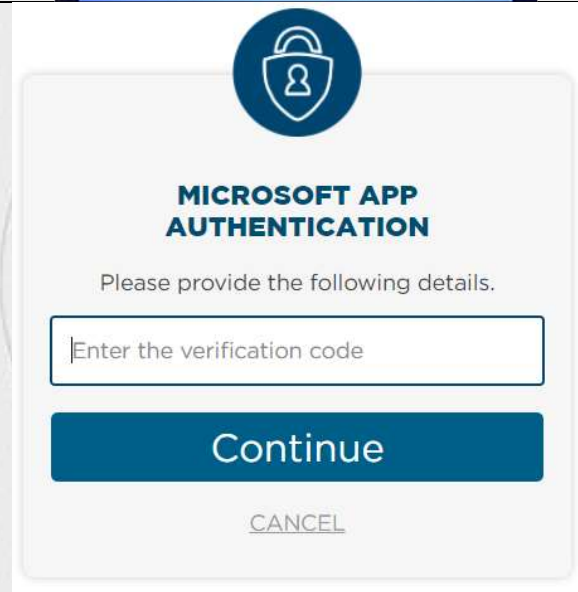 MICROSOFT APP
AUTHENTICATION
Please provide the following details.
Enter the verification code
Continue
CANCEL